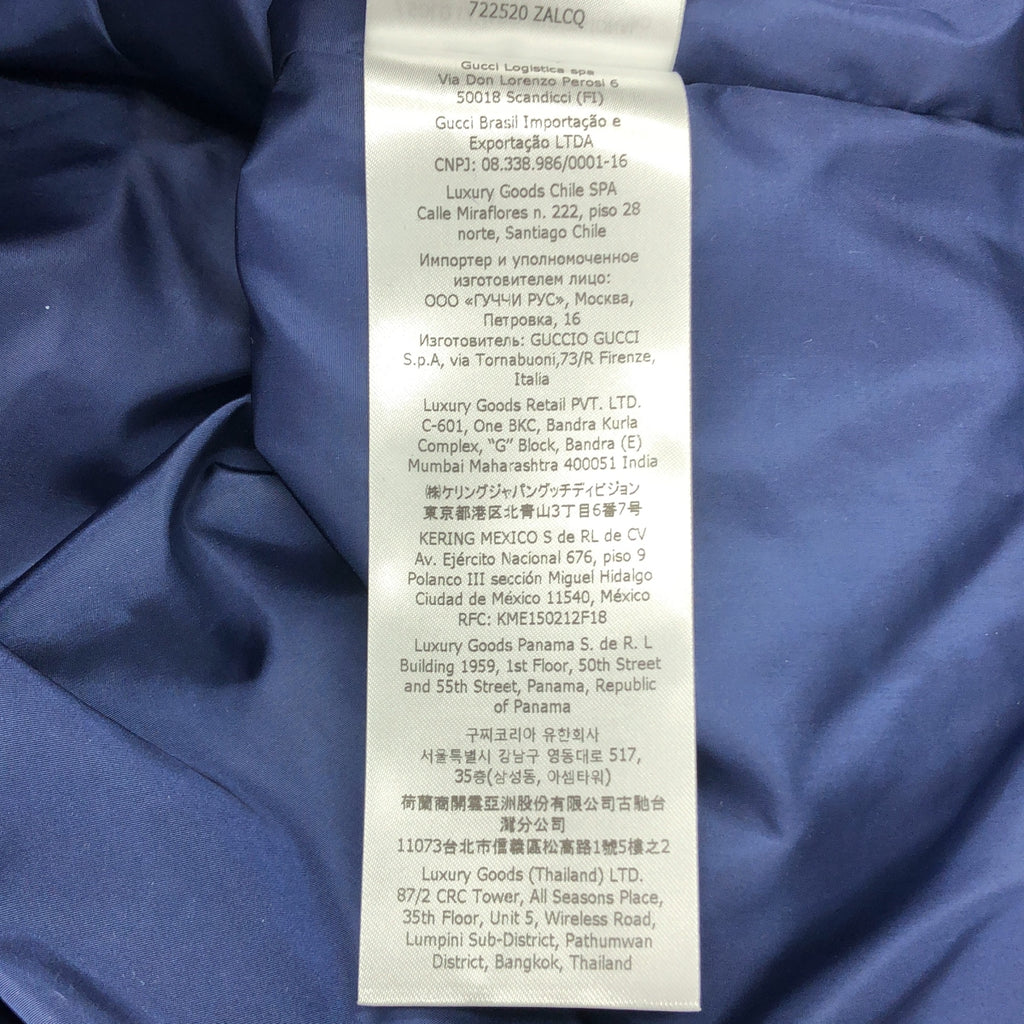 722520 ZALCQ
Gucci Logistica spa
Via Don Lorenzo Perosi 6
50018 Scandicci (FI)
Gucci Brasil Importação e
Exportação LTDA
CNPJ: 08.338.986/0001-16
Luxury Goods Chile SPA
Calle Miraflores n. 222, piso 28
norte, Santiago Chile
Импортер и уполномоченное
изготовителем лицо:
ООО «ГУЧЧИ РУС», Москва,
Петровка, 16
Изготовитель: GUCCIO GUCCI
S.p.A, via Tornabuoni,73/R Firenze,
Italia
Luxury Goods Retail PVT. LTD.
C-601, One BKC, Bandra Kurla
Complex, “G” Block, Bandra (E)
Mumbai Maharashtra 400051 India
㈱ケリングジャパングッチディビジョン
東京都港区北青山3丁目6番7号
KERING MEXICO S de RL de CV
Av. Ejército Nacional 676, piso 9
Polanco III sección Miguel Hidalgo
Ciudad de México 11540, México
RFC: KME150212F18
Luxury Goods Panama S. de R. L
Building 1959, 1st Floor, 50th Street
and 55th Street, Panama, Republic
of Panama
구찌코리아 유한회사
서울특별시 강남구 영동대로 517,
35층(삼성동, 아셈타워)
荷蘭商開雲亞洲股份有限公司古馳台
灣分公司
11073台北市信義區松高路1號5樓之2
Luxury Goods (Thailand) LTD.
87/2 CRC Tower, All Seasons Place,
35th Floor, Unit 5, Wireless Road,
Lumpini Sub-District, Pathumwan
District, Bangkok, Thailand